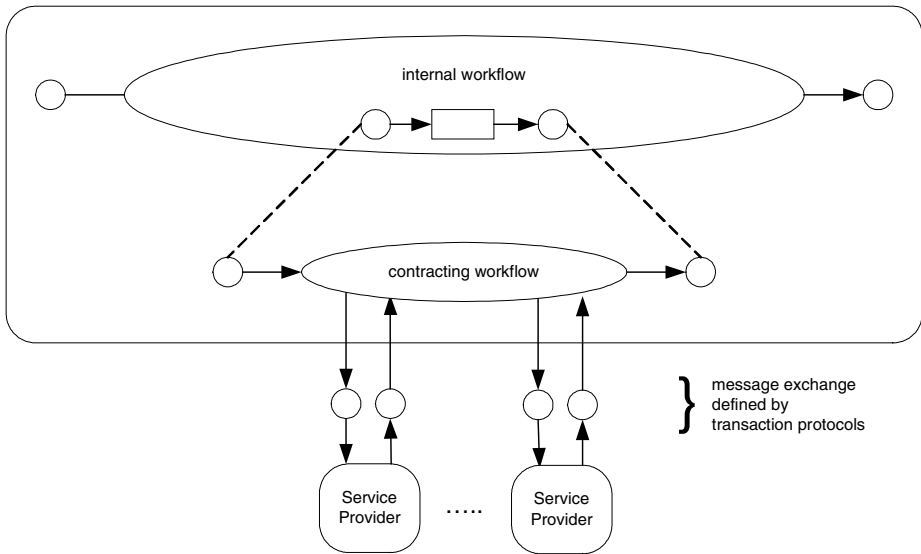 internal workflow
contracting workflow
}
message exchange
defined by
transaction protocols
Service
Provider
.....
Service
Provider